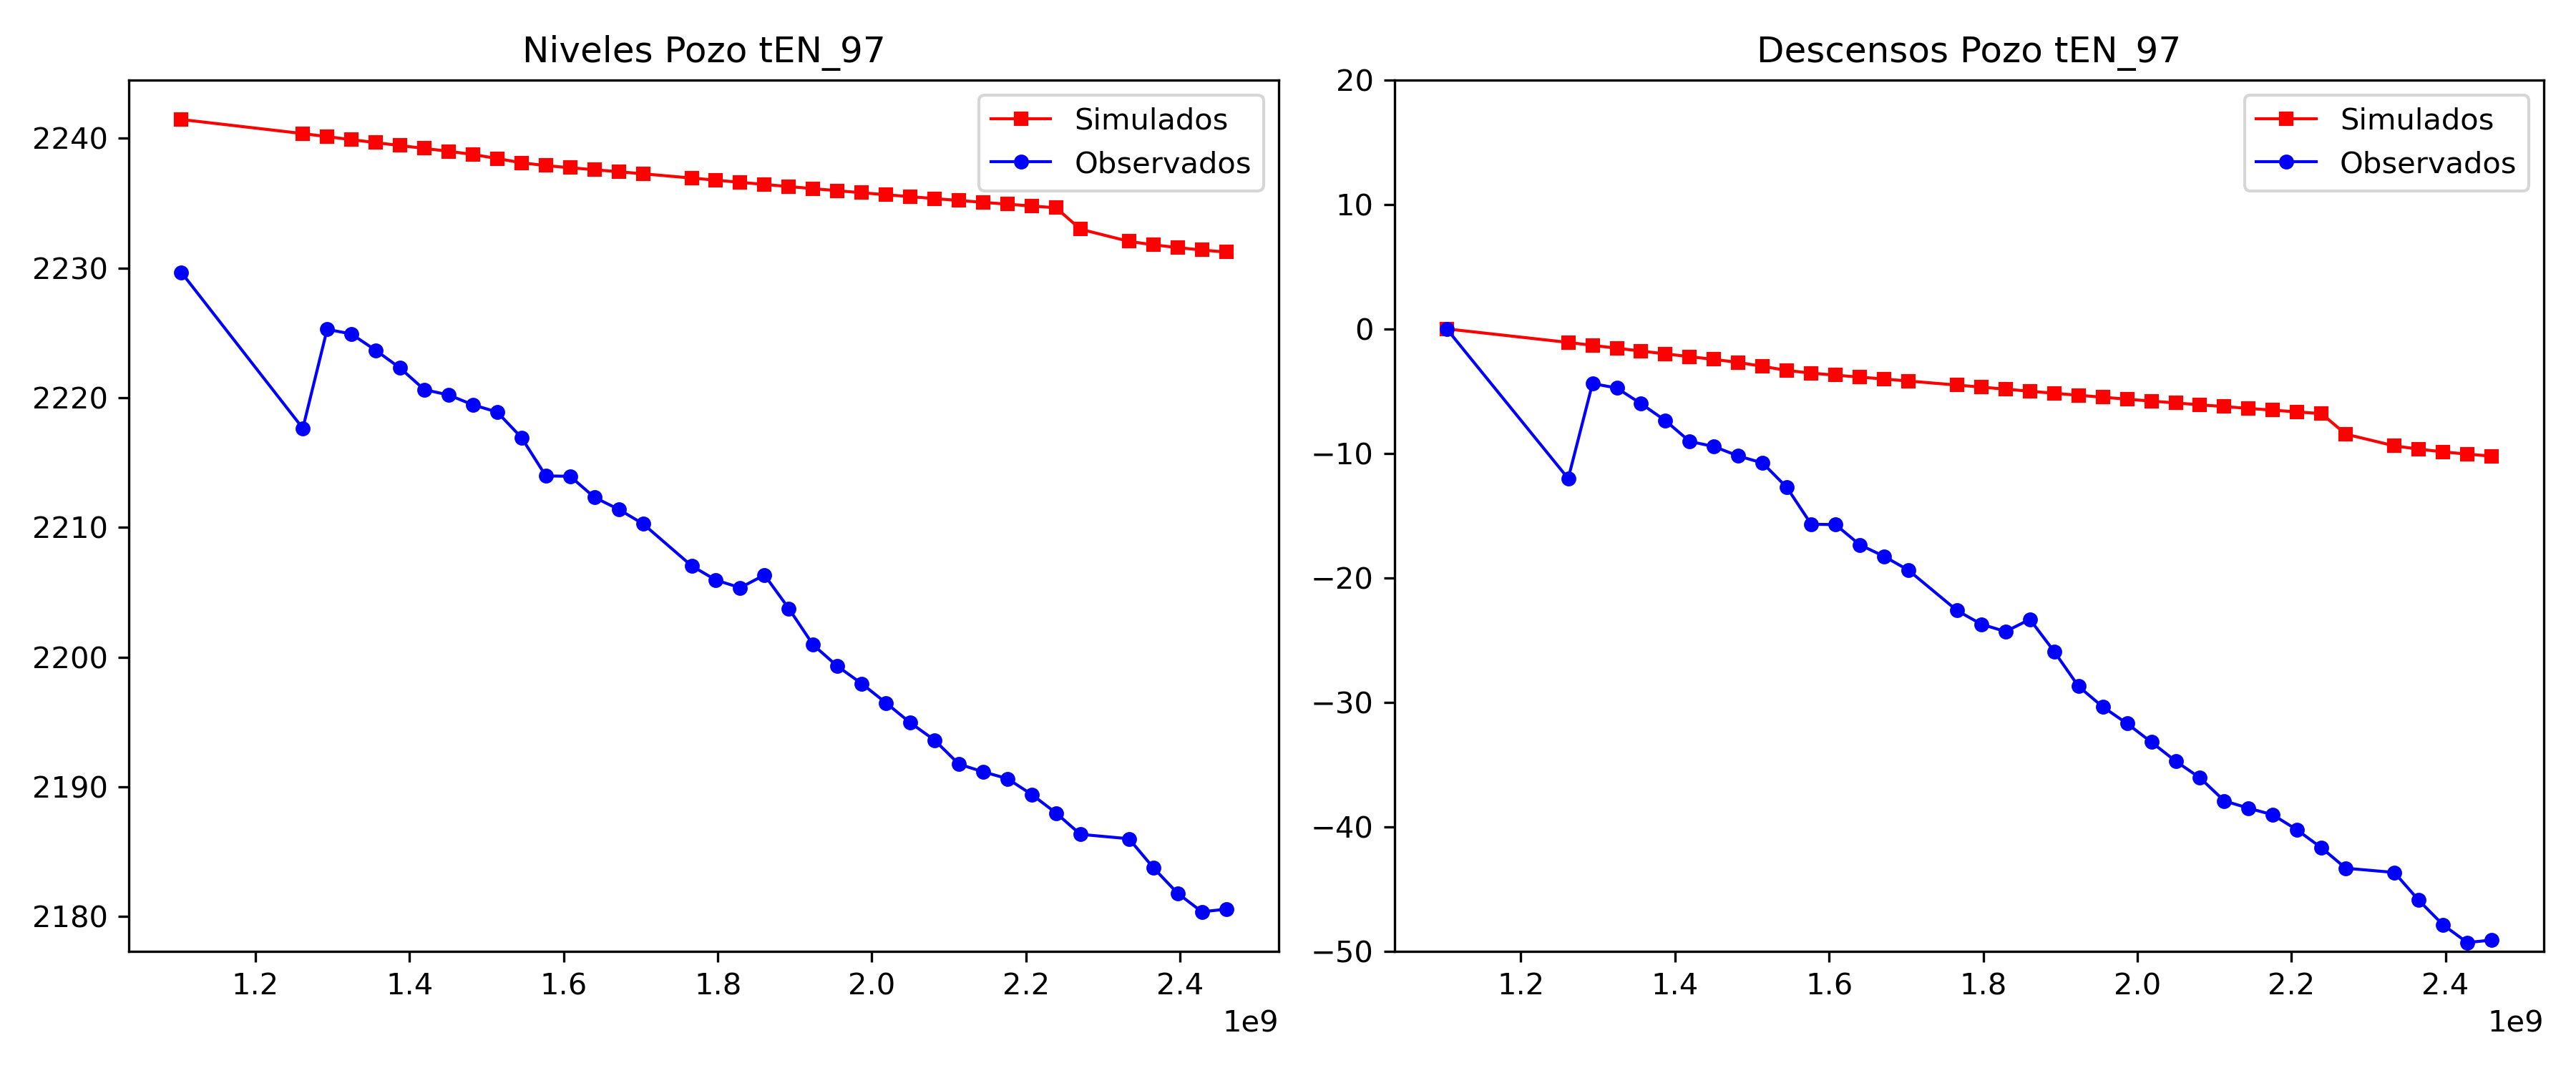 Niveles Pozo tEN_97
Simulados
Observados
2240
2230
2220
2210
2200
2190
2180
1.2 1.4 1.6 1.8 2.0 2.2 2.4
1e9
Descensos Pozo tEN_97
Simulados
Observados
20
10
0
−10
−20
−30
−40
−50
1.2 1.4 1.6 1.8 2.0 2.2 2.4
1e9